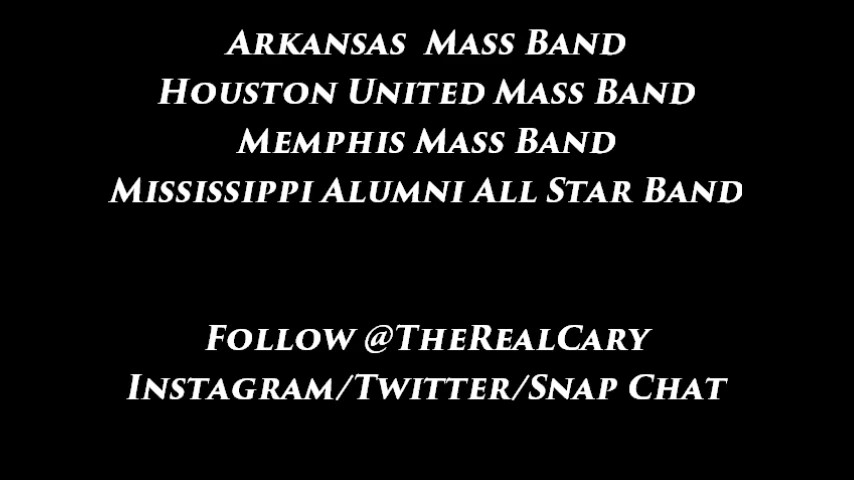 Arkansas Mass Band
Houston United Mass Band
Memphis Mass Band
Mississippi Alumni All Star Band
Follow @TheRealCary
Instagram/Twitter/Snap Chat